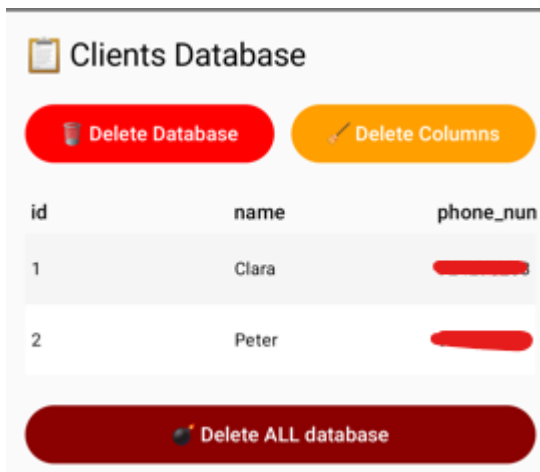 📋 Clients Database
🗑️ Delete Database 🧹 Delete Columns
id name phone_nun
1 Clara
2 Peter
💣 Delete ALL database